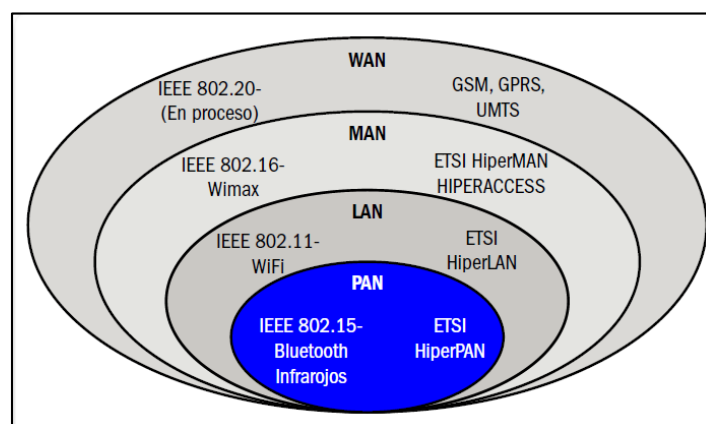 WAN
IEEE 802.20-
(En proceso)
GSM, GPRS,
UMTS
MAN
IEEE 802.16-
Wimax
ETSI HiperMAN
HIPERACCESS
LAN
IEEE 802.11-
WiFi
ETSI
HiperLAN
PAN
IEEE 802.15-
Bluetooth
Infrarojos
ETSI
HiperPAN